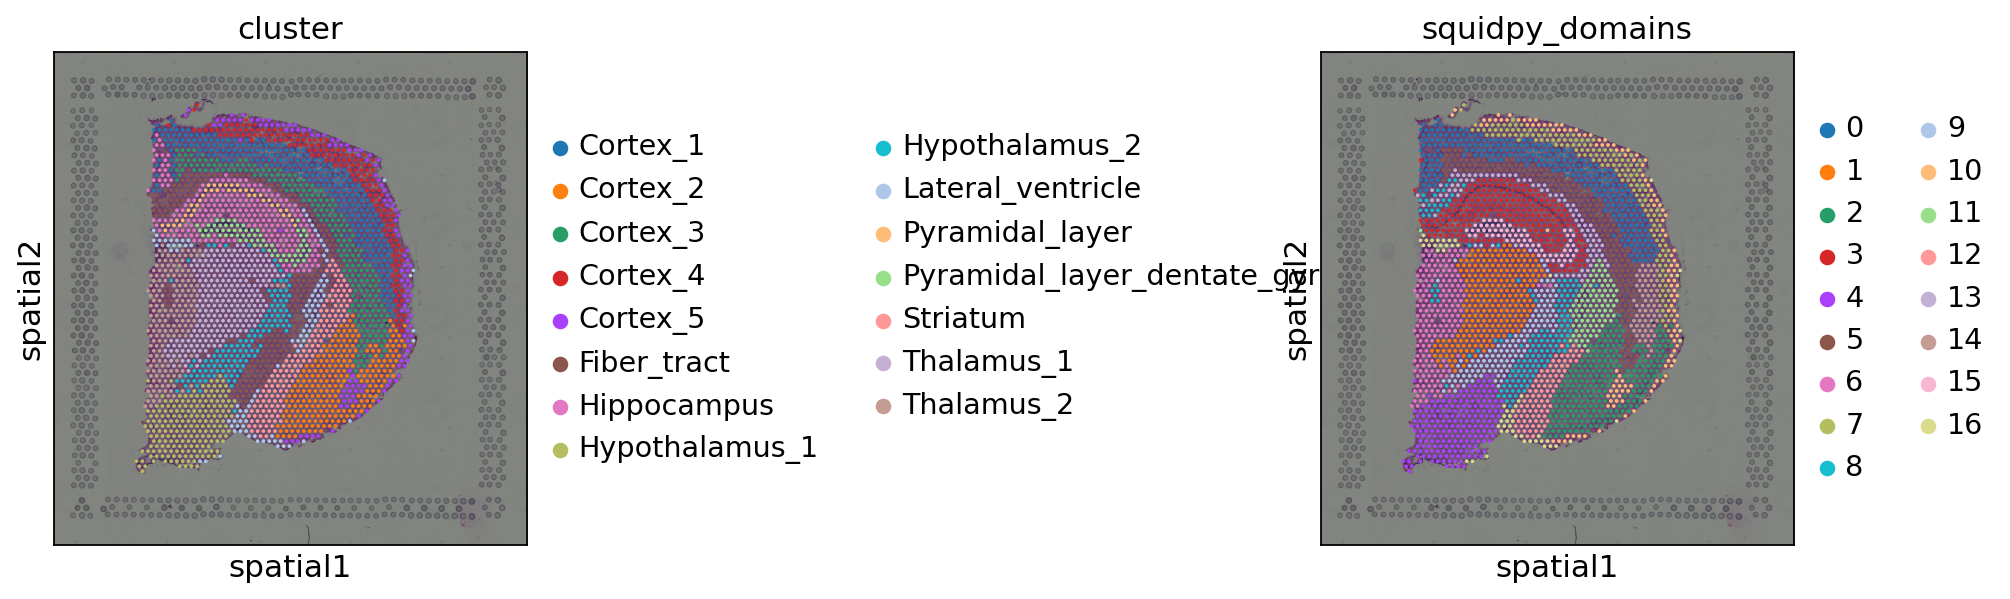 cluster
squidpy_domains
spatial2
spatial1
Cortex_1
Cortex_2
Cortex_3
Cortex_4
Cortex_5
Fiber_tract
Hippocampus
Hypothalamus_1
Hypothalamus_2
Lateral_ventricle
Pyramidal_layer
Pyramidal_layer_dentate_gyr
Striatum
Thalamus_1
Thalamus_2
spatial2
spatial1
0
1
2
3
4
5
6
7
8
9
10
11
12
13
14
15
16